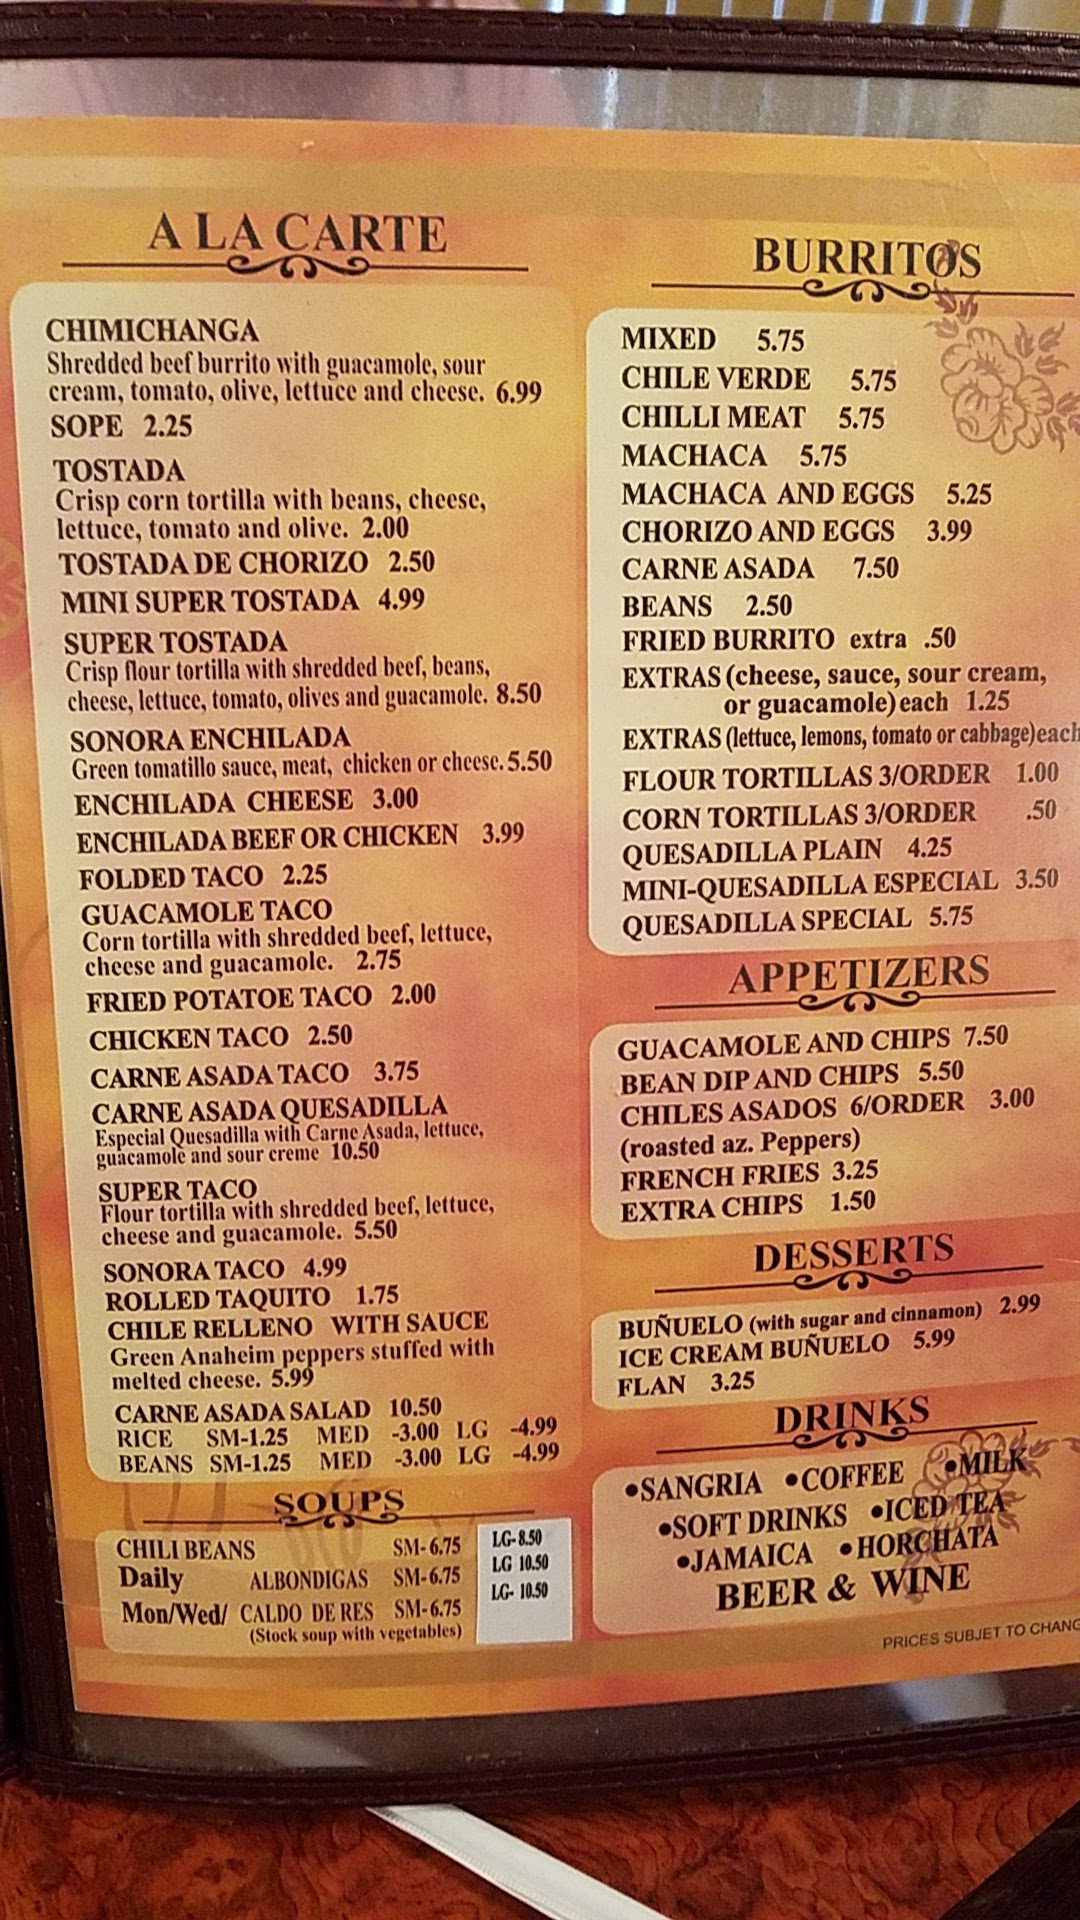 A LA CARTE
CHIMICHANGA
Shredded beef burrito with guacamole, sour
cream, tomato, olive, lettuce and cheese. 6.99
SOPE 2.25
TOSTADA
Crisp corn tortilla with beans, cheese,
lettuce, tomato and olive. 2.00
TOSTADA DE CHORIZO 2.50
MINI SUPER TOSTADA 4.99
SUPER TOSTADA
Crisp flour tortilla with shredded beef, beans,
cheese, lettuce, tomato, olives and guacamole. 8.50
SONORA ENCHILADA
Green tomatillo sauce, meat, chicken or cheese. 5.50
ENCHILADA CHEESE 3.00
ENCHILADA BEEF OR CHICKEN 3.99
FOLDED TACO 2.25
GUACAMOLE TACO
Corn tortilla with shredded beef, lettuce,
cheese and guacamole. 2.75
FRIED POTATOE TACO 2.00
CHICKEN TACO 2.50
CARNE ASADA TACO 3.75
CARNE ASADA QUESADILLA
Especial Quesadilla with Carne Asada, lettuce,
guacamole and sour creme 10.50
SUPER TACO
Flour tortilla with shredded beef, lettuce,
cheese and guacamole. 5.50
SONORA TACO 4.99
ROLLED TAQUITO 1.75
CHILE RELLENO WITH SAUCE
Green Anaheim peppers stuffed with
melted cheese. 5.99
CARNE ASADA SALAD 10.50
RICE SM-1.25 MED -3.00 LG -4.99
BEANS SM-1.25 MED -3.00 LG -4.99
SOUPS
CHILI BEANS SM-6.75 LG-8.50
Daily ALBONDIGAS SM-6.75 LG 10.50
Mon/Wed/ CALDO DE RES SM-6.75 LG- 10.50
(Stock soup with vegetables)
BURRITOS
MIXED 5.75
CHILE VERDE 5.75
CHILLI MEAT 5.75
MACHACA 5.75
MACHACA AND EGGS 5.25
CHORIZO AND EGGS 3.99
CARNE ASADA 7.50
BEANS 2.50
FRIED BURRITO extra .50
EXTRAS (cheese, sauce, sour cream,
or guacamole) each 1.25
EXTRAS (lettuce, lemons, tomato or cabbage)each
FLOUR TORTILLAS 3/ORDER 1.00
CORN TORTILLAS 3/ORDER .50
QUESADILLA PLAIN 4.25
MINI-QUESADILLA ESPECIAL 3.50
QUESADILLA SPECIAL 5.75
APPETIZERS
GUACAMOLE AND CHIPS 7.50
BEAN DIP AND CHIPS 5.50
CHILES ASADOS 6/ORDER 3.00
(roasted az. Peppers)
FRENCH FRIES 3.25
EXTRA CHIPS 1.50
DESSERTS
BUÑUELO (with sugar and cinnamon) 2.99
ICE CREAM BUÑUELO 5.99
FLAN 3.25
DRINKS
•SANGRIA •COFFEE •MILK
•SOFT DRINKS •ICED TEA
•JAMAICA •HORCHATA
BEER & WINE
PRICES SUBJET TO CHANG